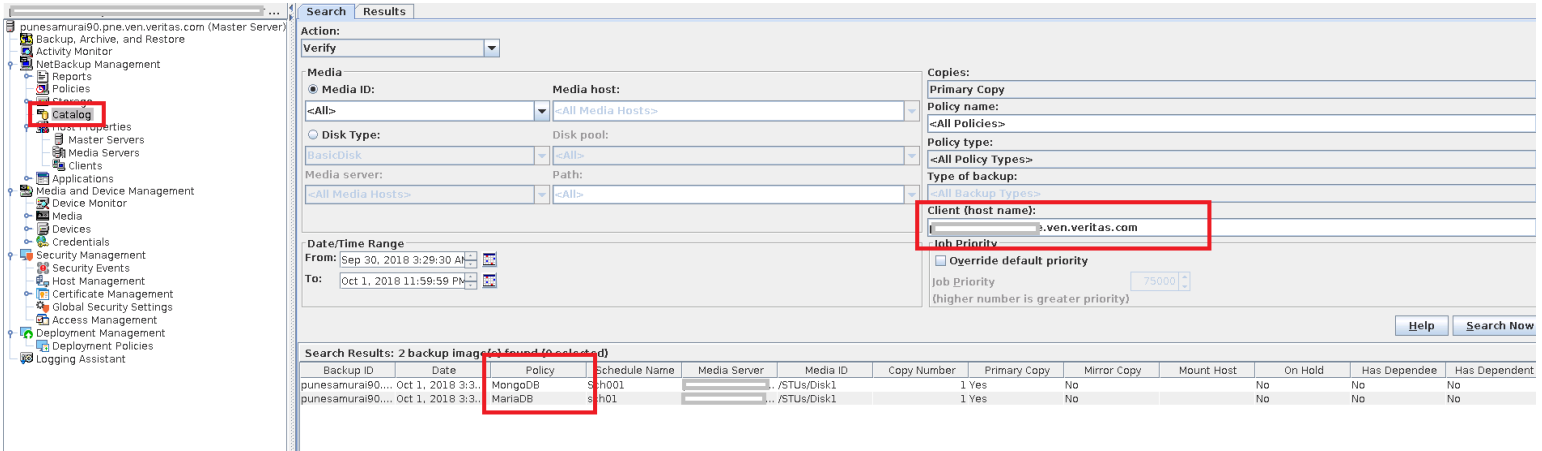 ...
punesamurai90.pne.ven.veritas.com (Master Server)
Backup, Archive, and Restore
Activity Monitor
NetBackup Management
Reports
Policies
Storage
Catalog
Host Properties
Master Servers
Media Servers
Clients
Applications
Media and Device Management
Device Monitor
Media
Devices
Credentials
Security Management
Security Events
Host Management
Certificate Management
Global Security Settings
Access Management
Deployment Management
Deployment Policies
Logging Assistant
Search Results
Action:
Verify
Media
Media ID: Media host:
<All> <All Media Hosts>
Disk Type: Disk pool:
BasicDisk <All>
Media server: Path:
<All Media Hosts> <All>
Date/Time Range
From: Sep 30, 2018 3:29:30 AM
To: Oct 1, 2018 11:59:59 PM
Copies:
Primary Copy
Policy name:
<All Policies>
Policy type:
<All Policy Types>
Type of backup:
<All Backup Types>
Client (host name):
e.ven.veritas.com
Job Priority
Override default priority
Job Priority 75000
(higher number is greater priority)
Help Search Now
Search Results: 2 backup image(s) found (0 selected)
Backup ID Date Policy Schedule Name Media Server Media ID Copy Number Primary Copy Mirror Copy Mount Host On Hold Has Dependee Has Dependent
punesamurai90.... Oct 1, 2018 3:3... MongoDB Sch001 ... /STUs/Disk1 1 Yes No No No No
punesamurai90.... Oct 1, 2018 3:3... MariaDB sch01 ... /STUs/Disk1 1 Yes No No No No